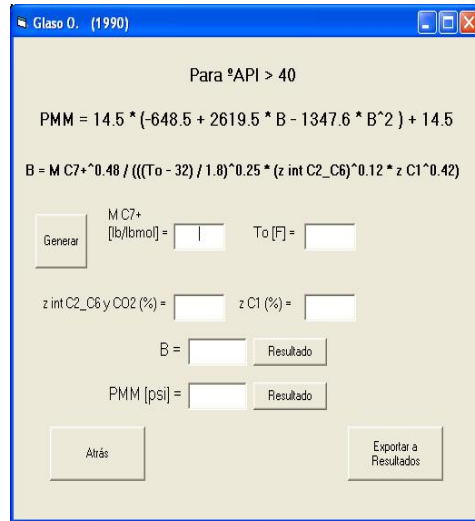 Glaso O. (1990)
Para ºAPI > 40
PMM = 14.5 * (-648.5 + 2619.5 * B - 1347.6 * B^2 ) + 14.5
B = M C7+^0.48 / (((To - 32) / 1.8)^0.25 * (z int C2_C6)^0.12 * z C1^0.42)
Generar
M C7+
[lb/lbmol] =
To [F] =
z int C2_C6 y CO2 (%) =
z C1 (%) =
B =
Resultado
PMM [psi] =
Resultado
Atrás
Exportar a
Resultados